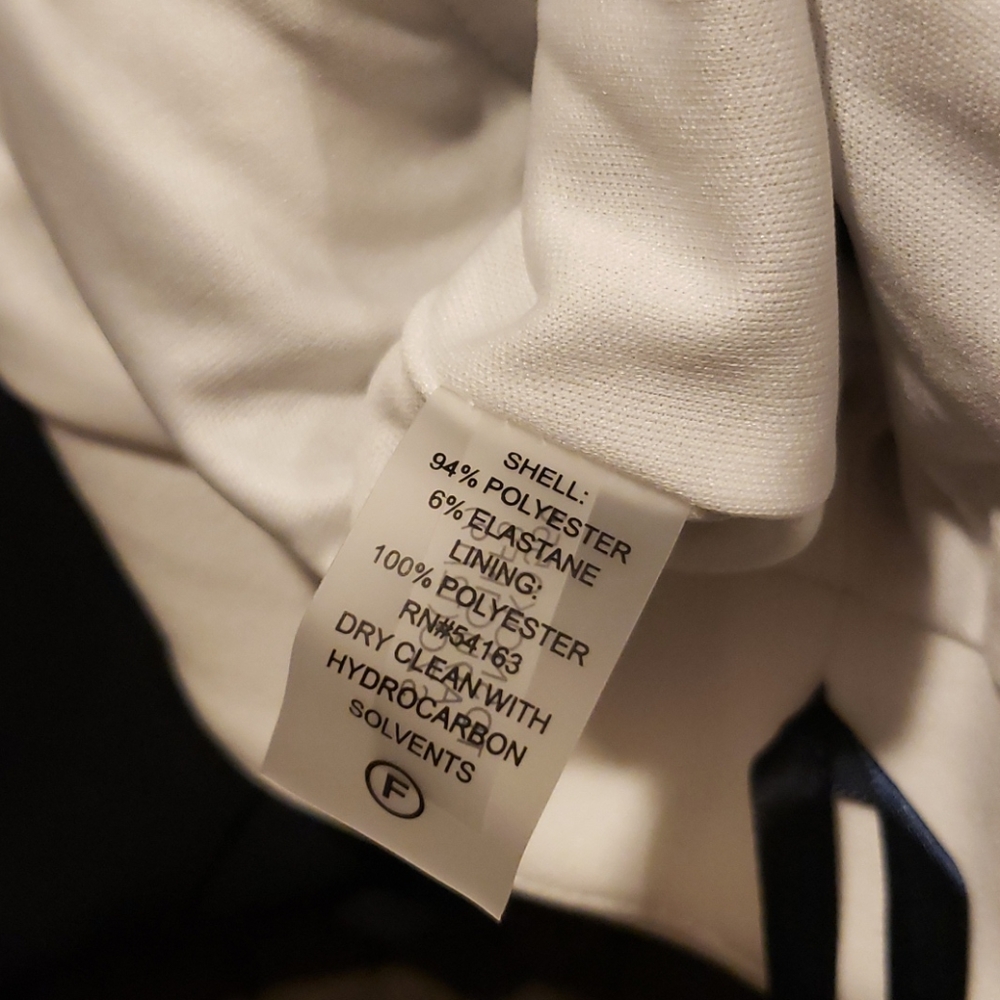 SHELL:
94% POLYESTER
6% ELASTANE
LINING:
100% POLYESTER
RN#54163
DRY CLEAN WITH
HYDROCARBON
SOLVENTS
F